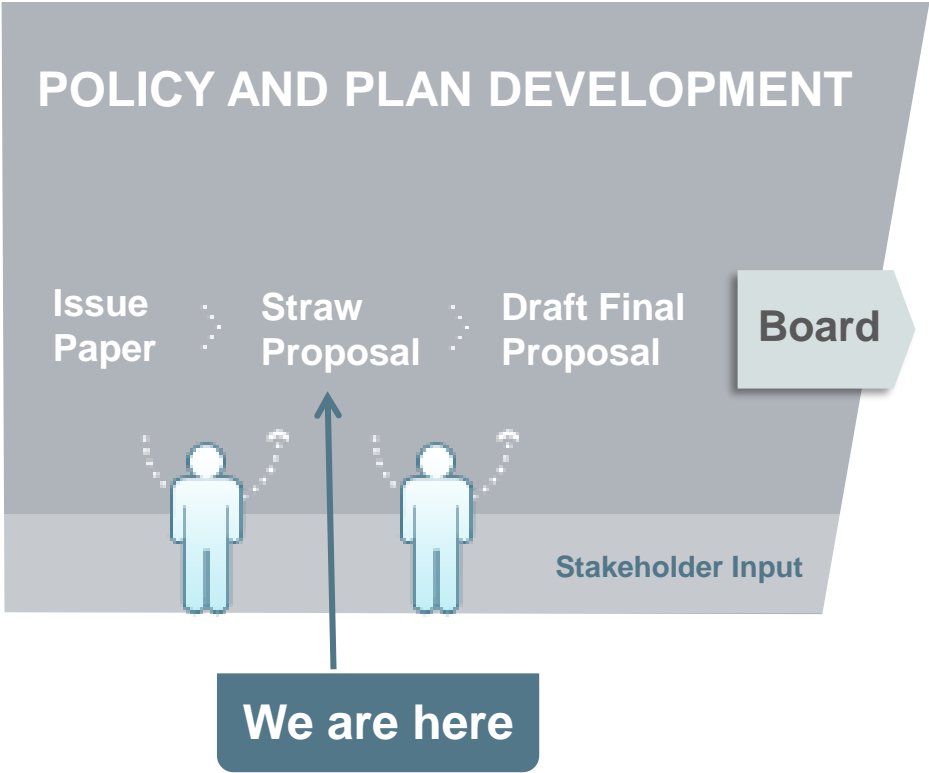 POLICY AND PLAN DEVELOPMENT
Issue
Paper
Straw
Proposal
Draft Final
Proposal
Board
Stakeholder Input
We are here